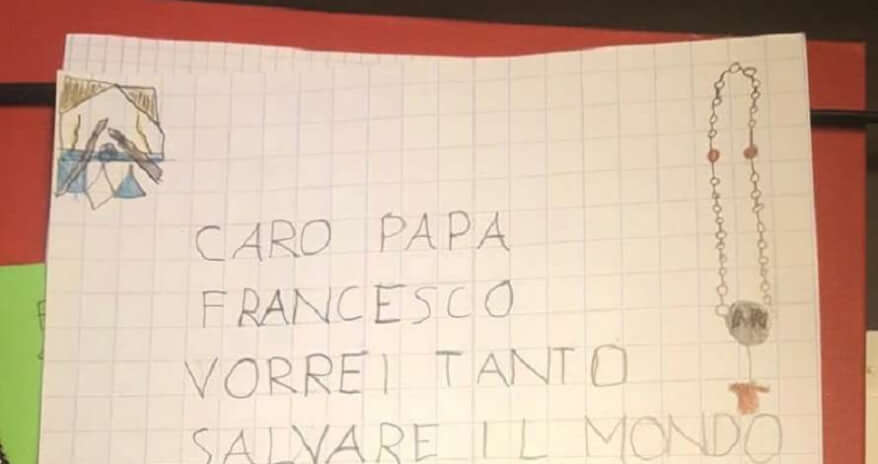 CARO PAPA
FRANCESCO
VORREI TANTO
SALVARE IL MONDO